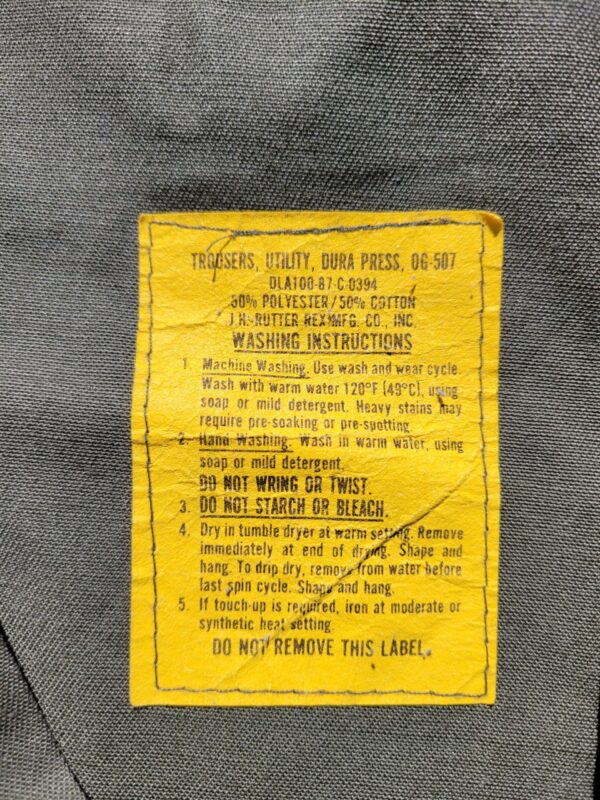 TROUSERS, UTILITY, DURA PRESS, OG-507
DLA100-87-C-0394
50% POLYESTER/50% COTTON
J.H. RUTTER REX MFG. CO., INC.
WASHING INSTRUCTIONS
1. Machine Washing. Use wash and wear cycle.
Wash with warm water 120°F (49°C), using
soap or mild detergent. Heavy stains may
require pre-soaking or pre-spotting.
2. Hand Washing. Wash in warm water, using
soap or mild detergent.
DO NOT WRING OR TWIST.
3. DO NOT STARCH OR BLEACH.
4. Dry in tumble dryer at warm setting. Remove
immediately at end of drying. Shape and
hang. To drip dry, remove from water before
last spin cycle. Shape and hang.
5. If touch-up is required, iron at moderate or
synthetic heat setting.
DO NOT REMOVE THIS LABEL.